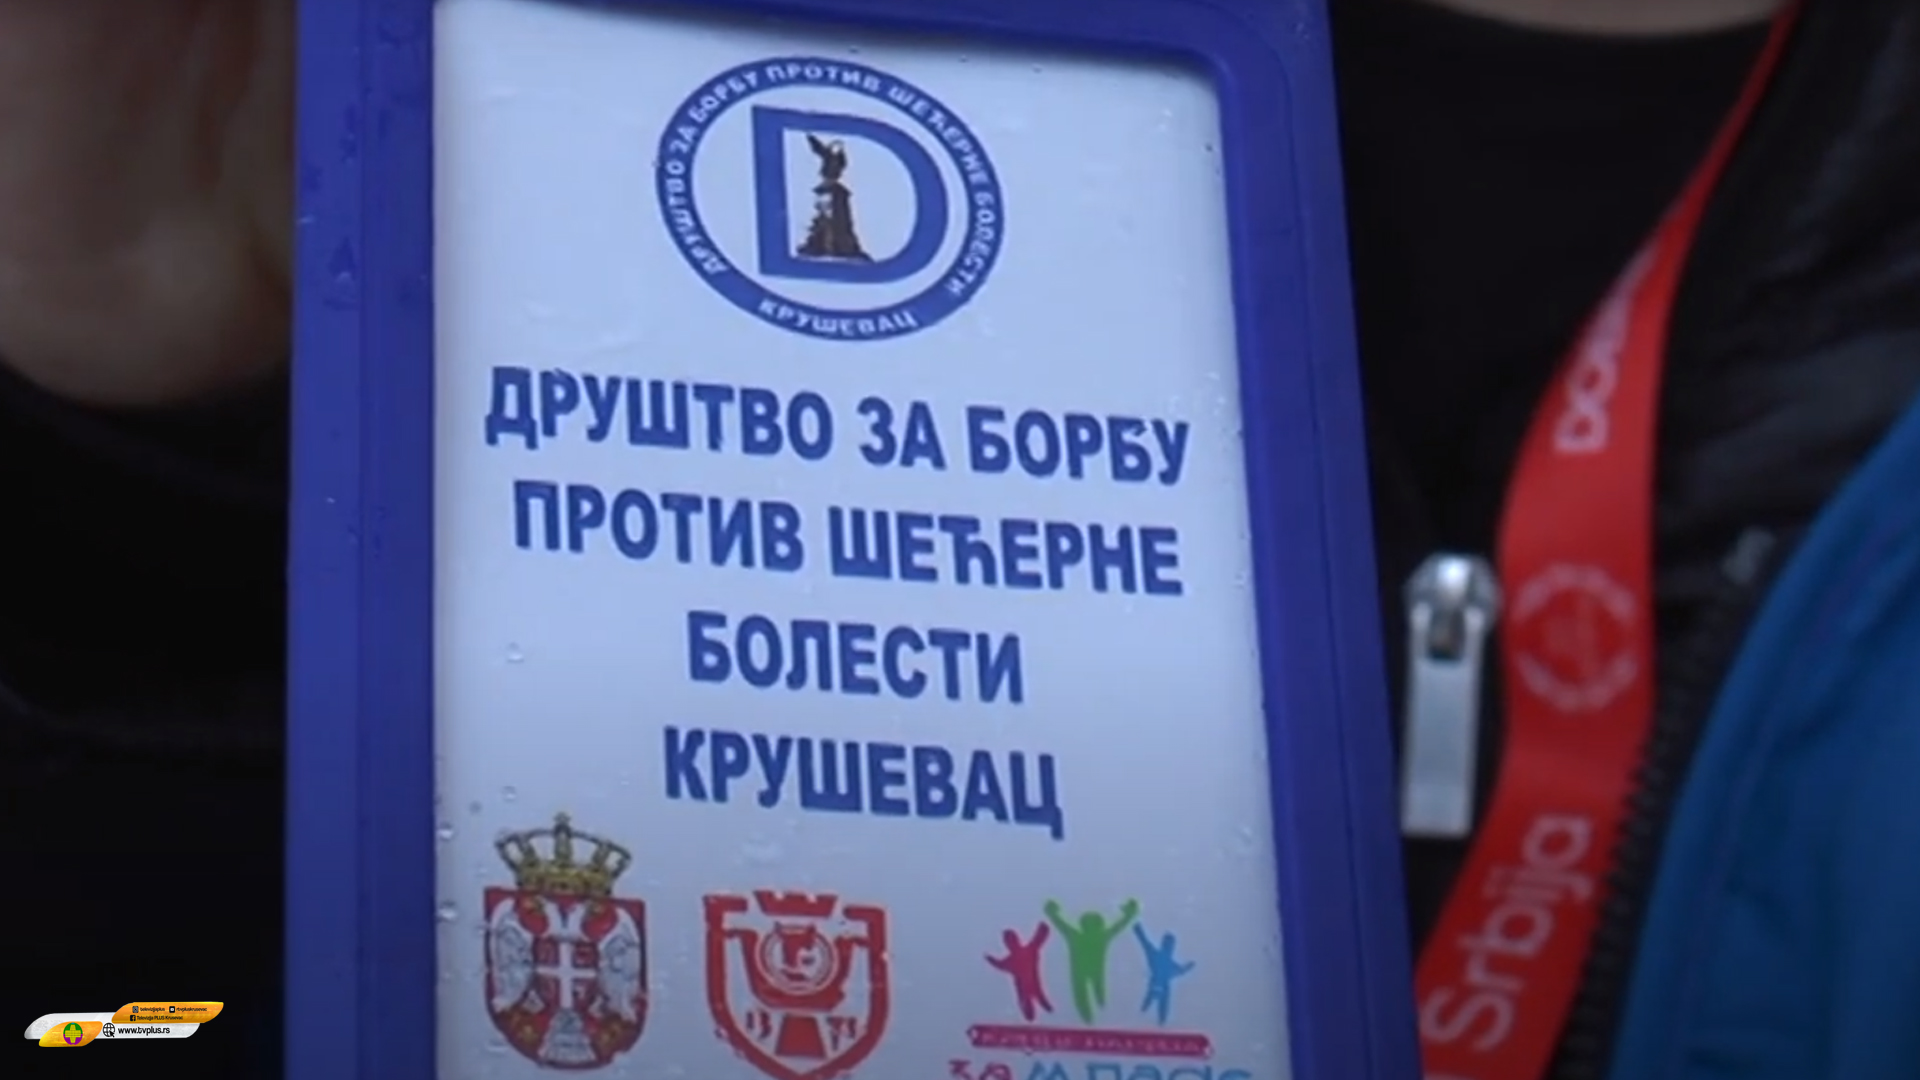 ДРУШТВО ЗА БОРБУ ПРОТИВ ШЕЋЕРНЕ БОЛЕСТИ
КРУШЕВАЦ
D
ДРУШТВО ЗА БОРБУ
ПРОТИВ ШЕЋЕРНЕ
БОЛЕСТИ
КРУШЕВАЦ
Srbija
www.tvplus.rs